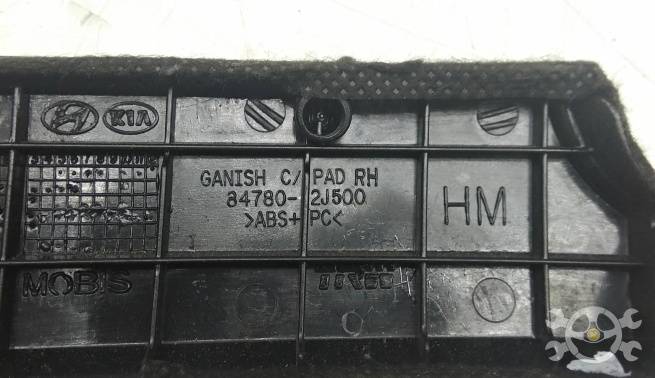 KIA
GANISH C/PAD RH
84780-2J500
>ABS+PC<
HM
MOBIS